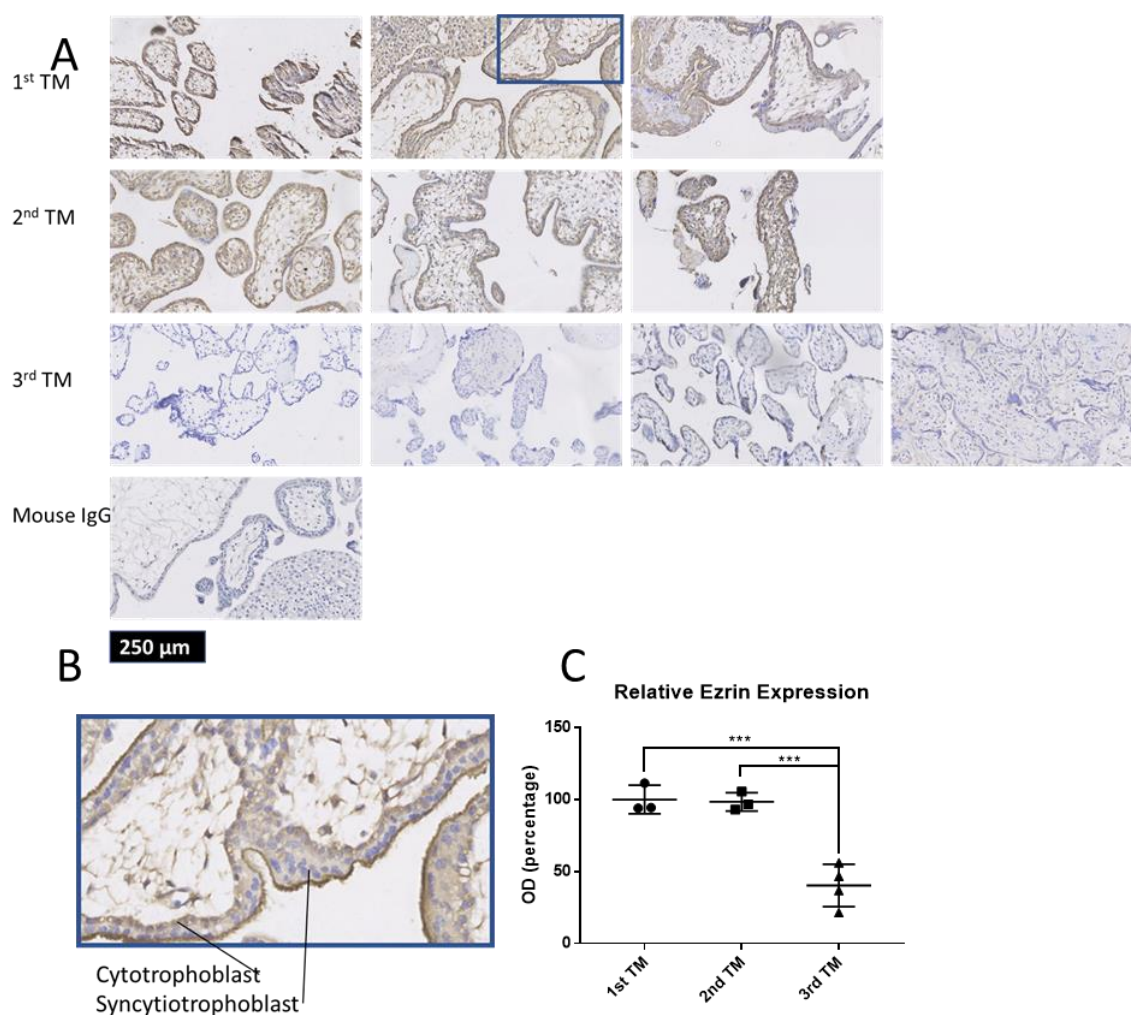 A
1st TM
2nd TM
3rd TM
Mouse IgG
250 µm
B
Cytotrophoblast
Syncytiotrophoblast
C
Relative Ezrin Expression
***
***
OD (percentage)
150
100
50
0
1st TM
2nd TM
3rd TM